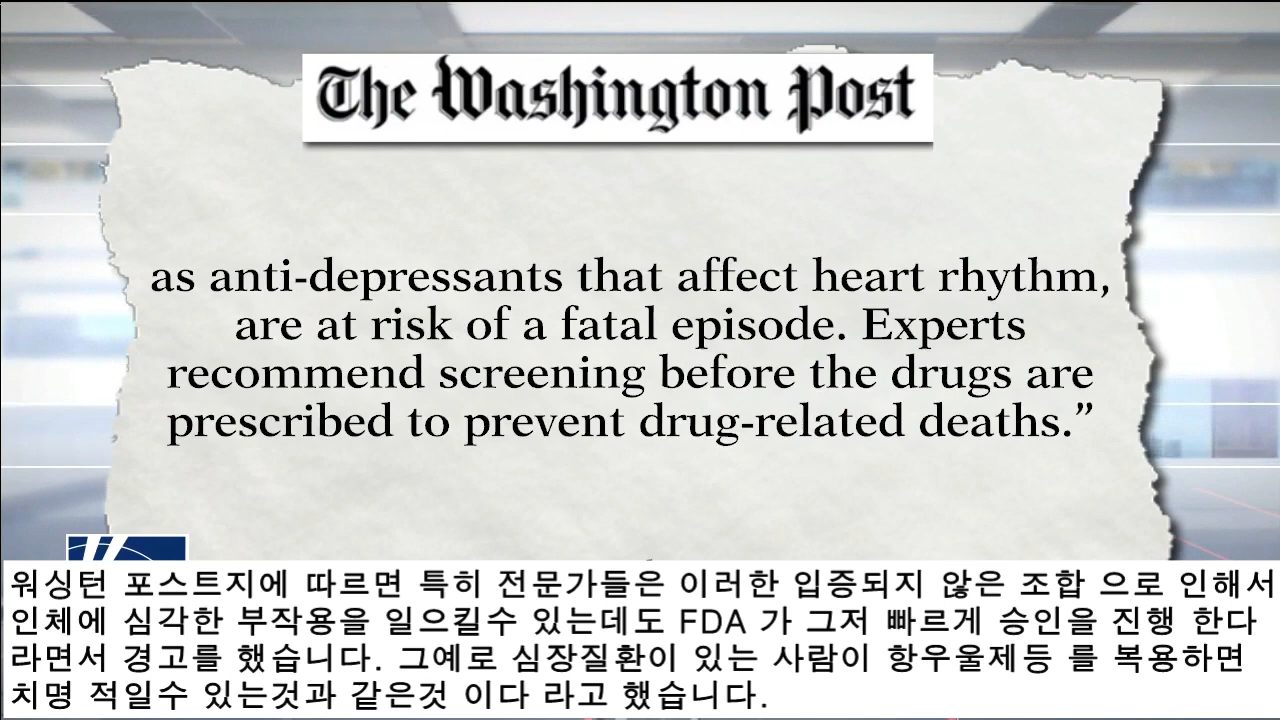 The Washington Post
as anti-depressants that affect heart rhythm,
are at risk of a fatal episode. Experts
recommend screening before the drugs are
prescribed to prevent drug-related deaths.”
워싱턴 포스트지에 따르면 특히 전문가들은 이러한 입증되지 않은 조합 으로 인해서
인체에 심각한 부작용을 일으킬수 있는데도 FDA 가 그저 빠르게 승인을 진행 한다
라면서 경고를 했습니다. 그예로 심장질환이 있는 사람이 항우울제등 를 복용하면
치명 적일수 있는것과 같은것 이다 라고 했습니다.